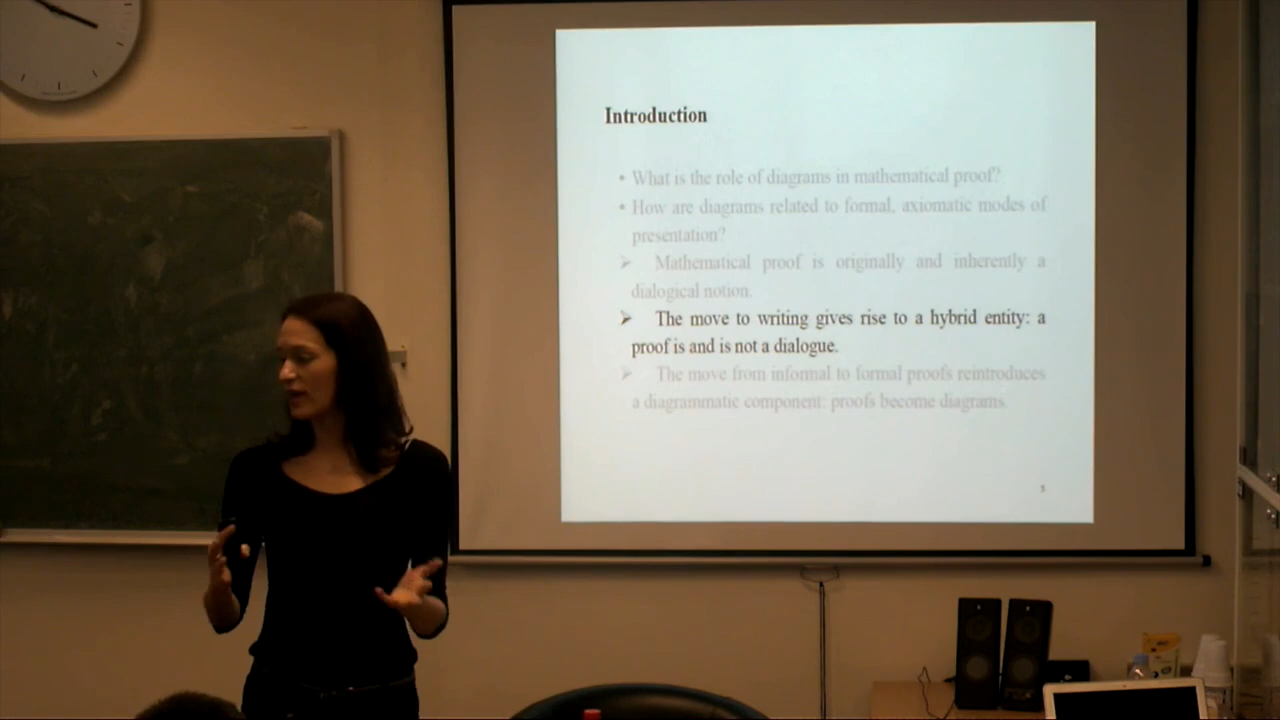 Introduction
• What is the role of diagrams in mathematical proof?
• How are diagrams related to formal, axiomatic modes of
presentation?
➢ Mathematical proof is originally and inherently a
dialogical notion.
➢ The move to writing gives rise to a hybrid entity: a
proof is and is not a dialogue.
➢ The move from informal to formal proofs reintroduces
a diagrammatic component: proofs become diagrams.